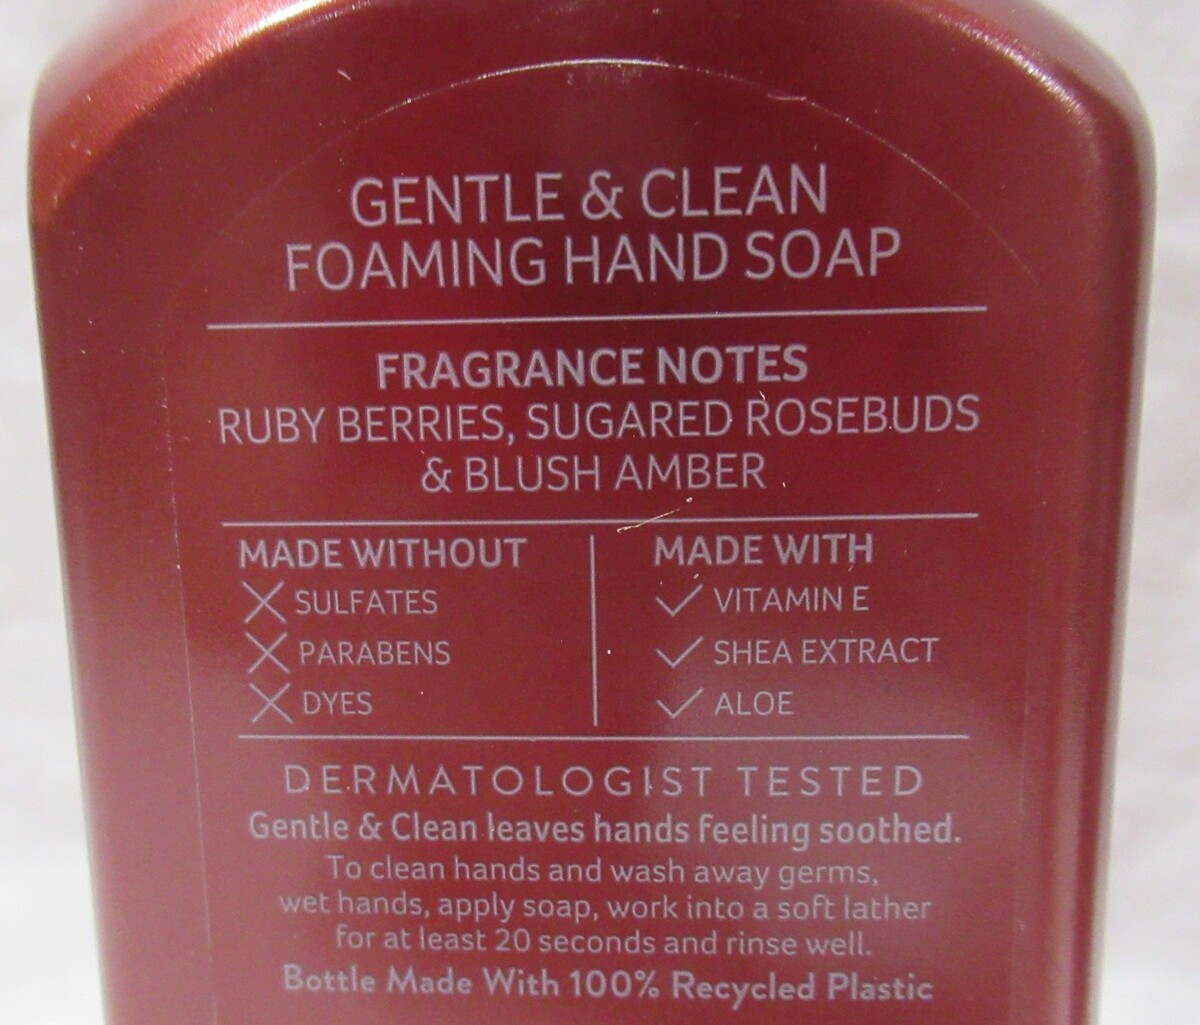 GENTLE & CLEAN
FOAMING HAND SOAP
FRAGRANCE NOTES
RUBY BERRIES, SUGARED ROSEBUDS
& BLUSH AMBER
MADE WITHOUT
SULFATES
PARABENS
DYES
MADE WITH
VITAMIN E
SHEA EXTRACT
ALOE
DERMATOLOGIST TESTED
Gentle & Clean leaves hands feeling soothed.
To clean hands and wash away germs,
wet hands, apply soap, work into a soft lather
for at least 20 seconds and rinse well.
Bottle Made With 100% Recycled Plastic